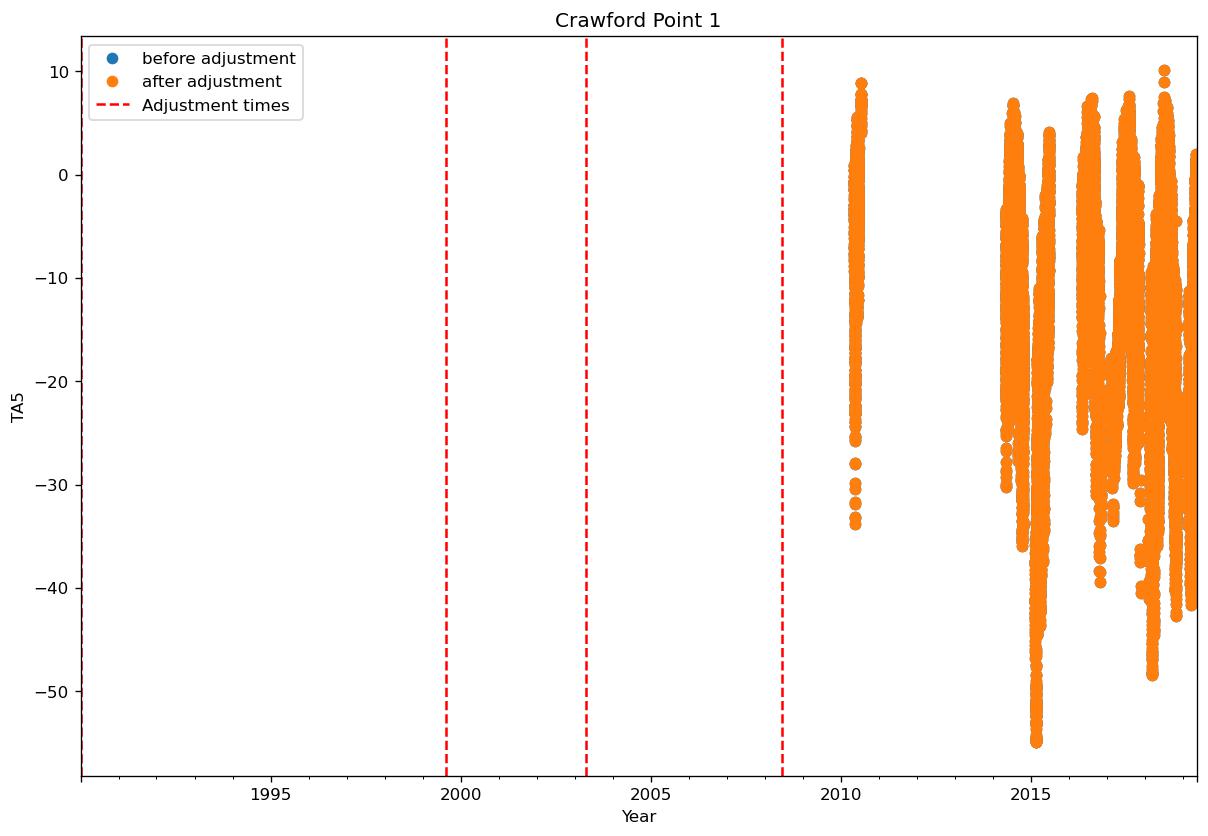 Crawford Point 1
before adjustment
after adjustment
Adjustment times
10
0
−10
−20
−30
−40
−50
TA5
1995
2000
2005
2010
2015
Year